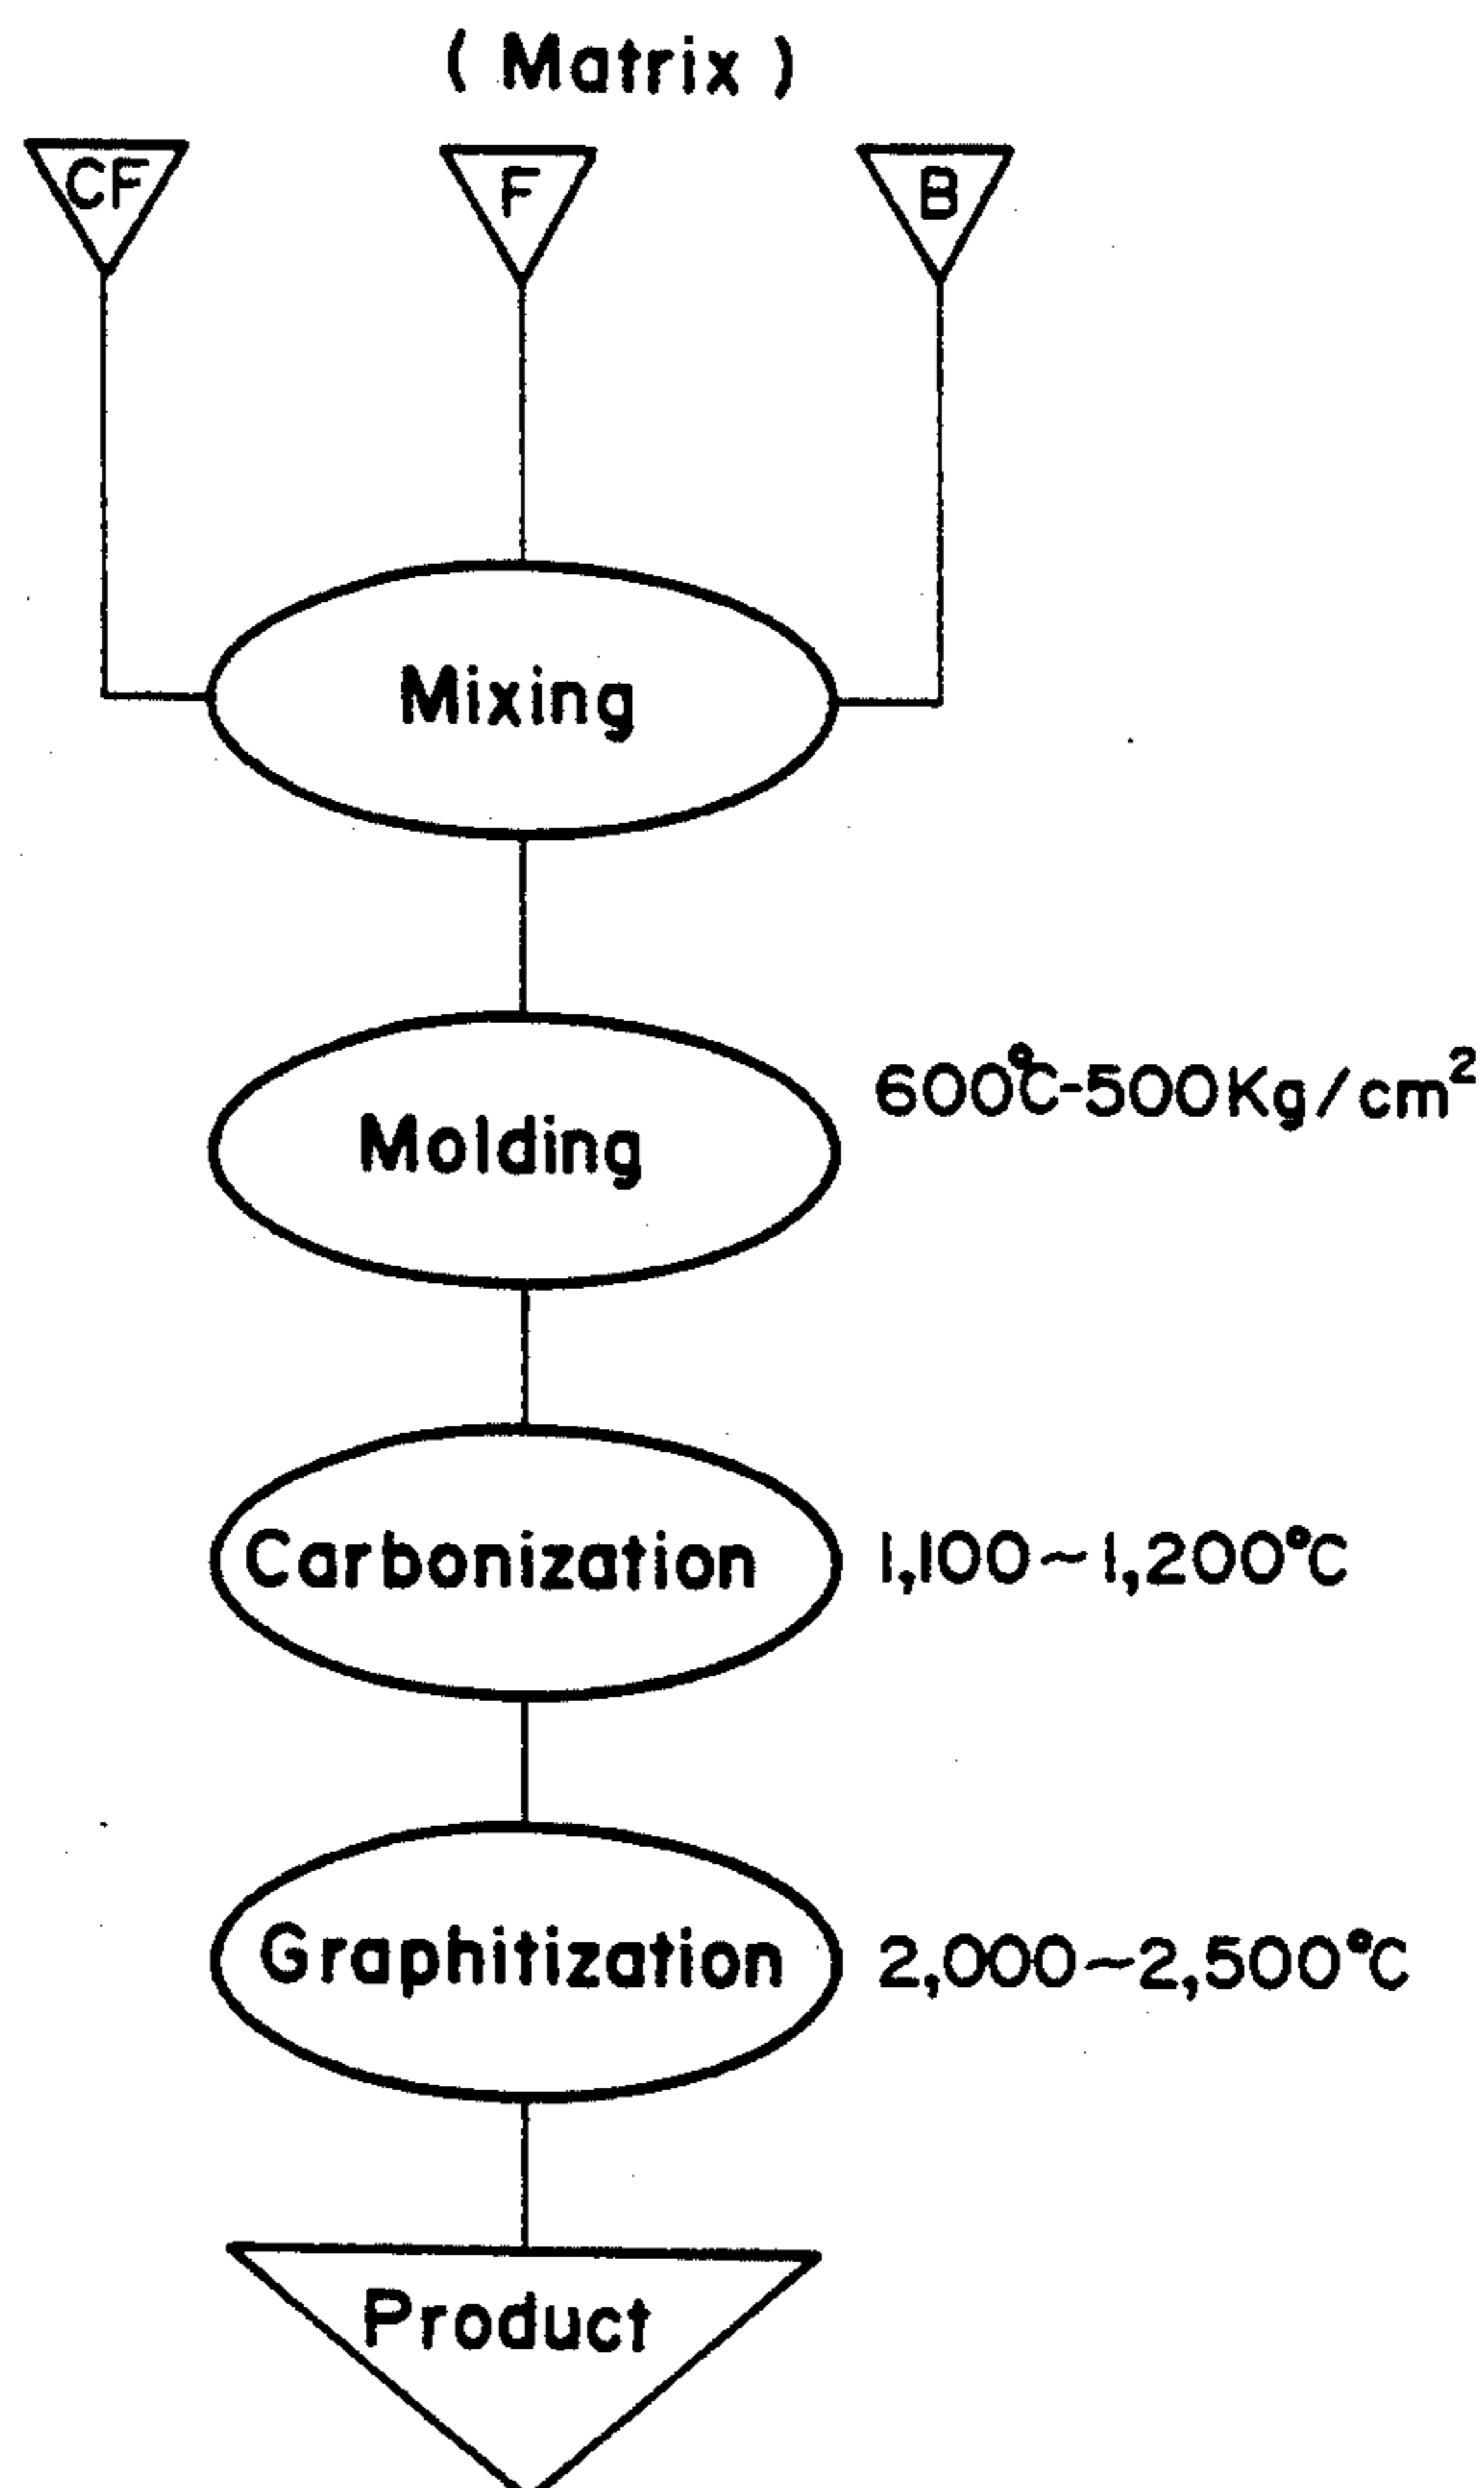 ( Matrix )
CF
F
B
Mixing
Molding
600°C-500Kg/cm²
Carbonization
1,100~1,200°C
Graphitization
2,000~2,500°C
Product